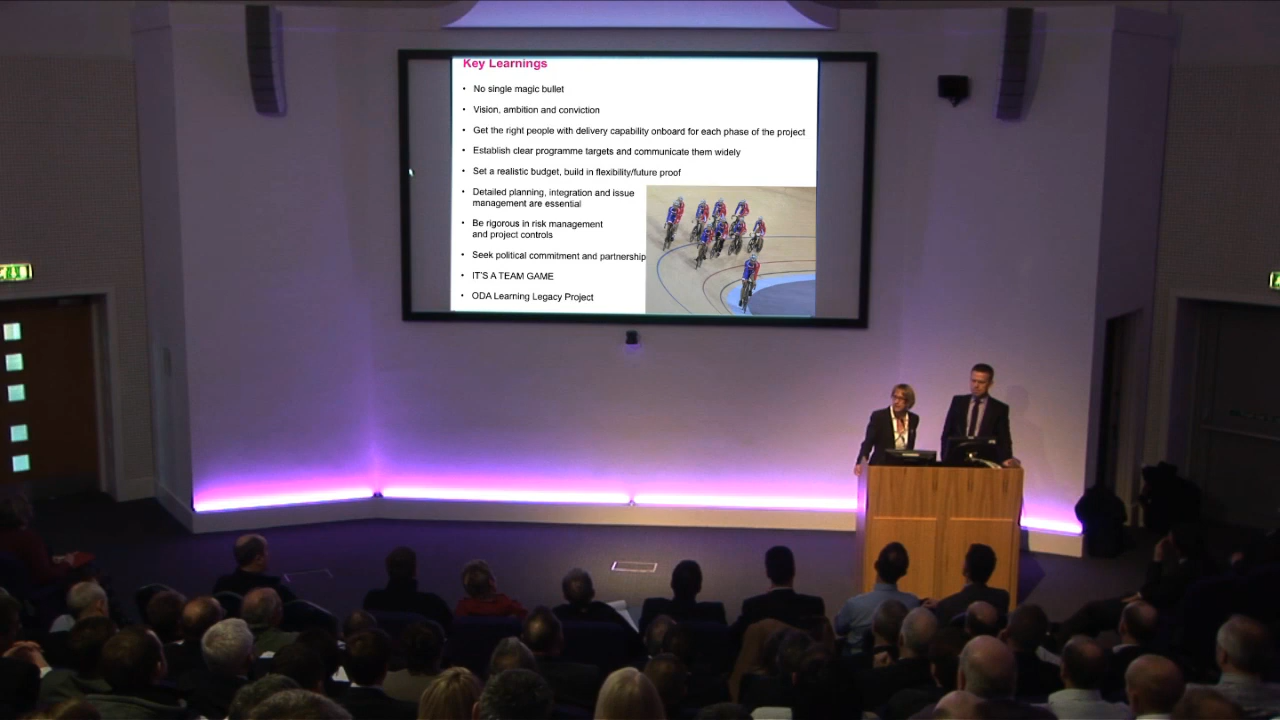 Key Learnings
• No single magic bullet
• Vision, ambition and conviction
• Get the right people with delivery capability onboard for each phase of the project
• Establish clear programme targets and communicate them widely
• Set a realistic budget, build in flexibility/future proof
• Detailed planning, integration and issue
management are essential
• Be rigorous in risk management
and project controls
• Seek political commitment and partnership
• IT'S A TEAM GAME
• ODA Learning Legacy Project